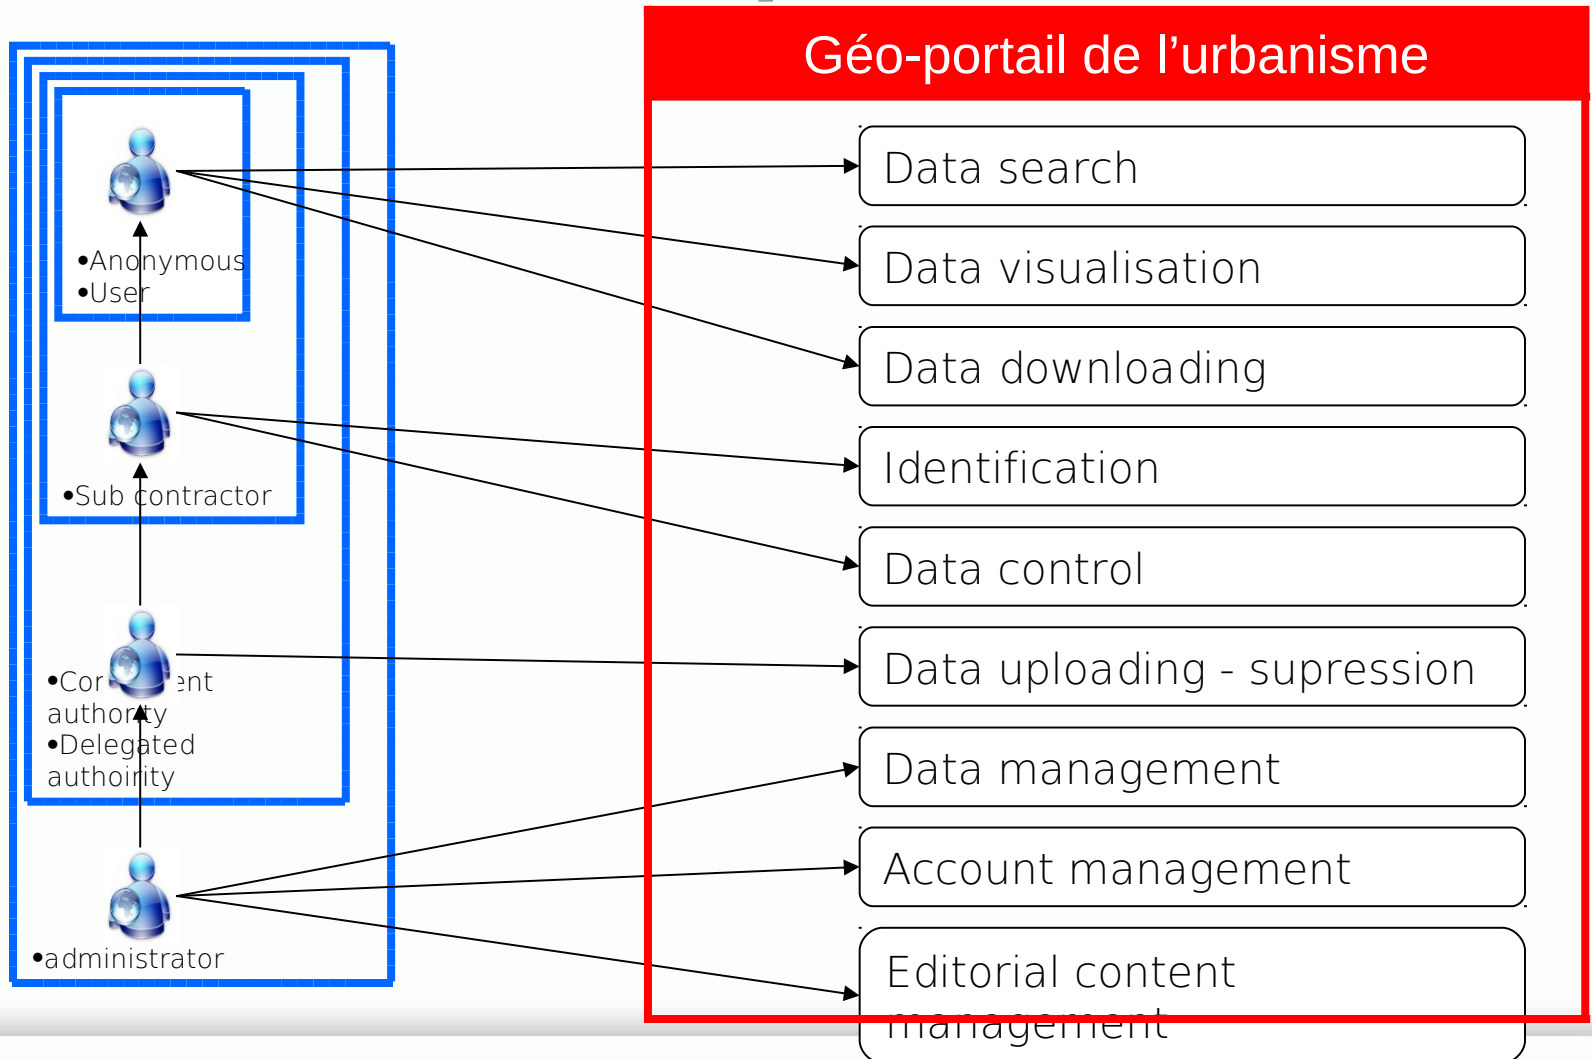 Géo-portail de l’urbanisme
•Anonymous
•User
•Sub contractor
authority
•Delegated
authoirity
•administrator
Data search
Data visualisation
Data downloading
Identification
Data control
Data uploading - supression
Data management
Account management
Editorial content
management